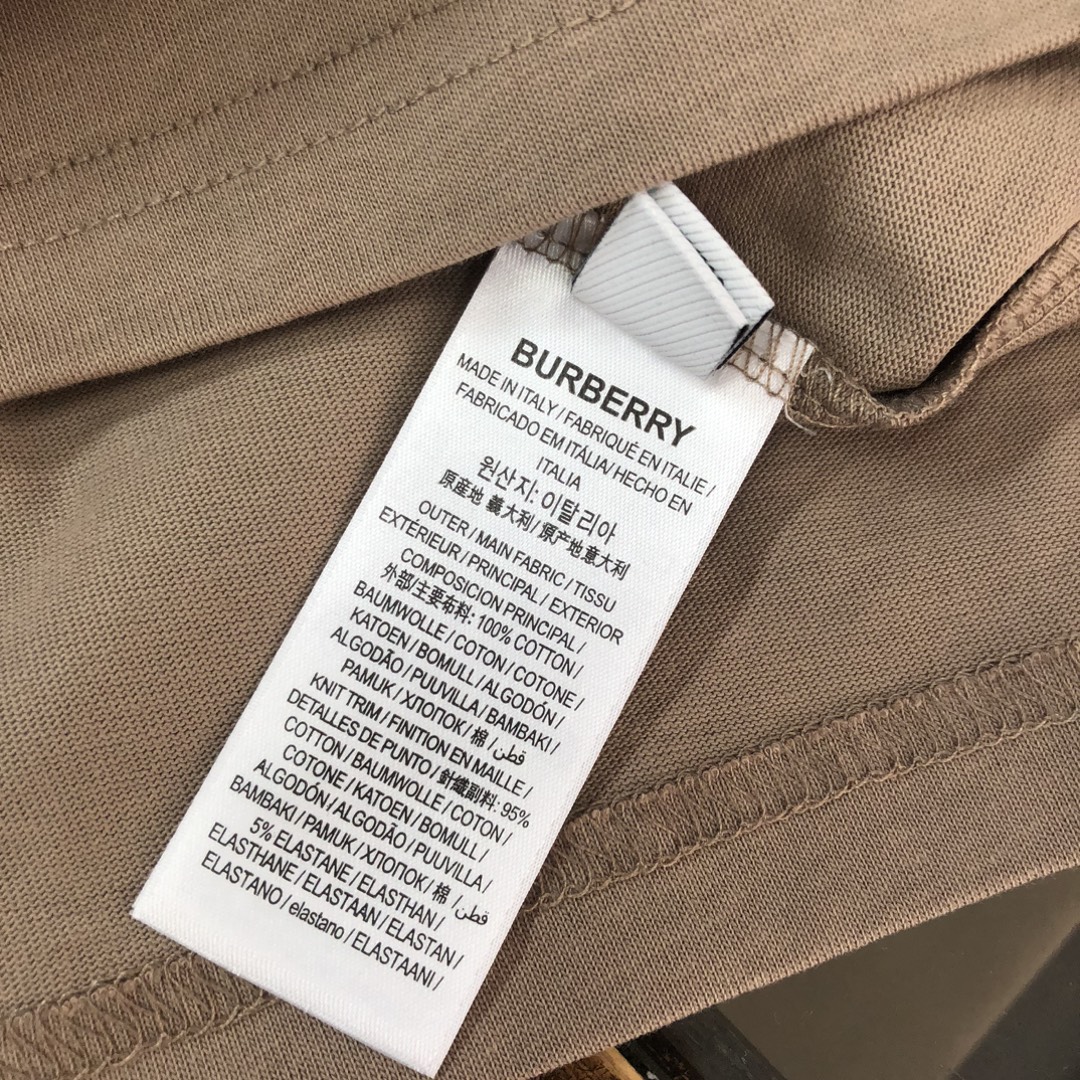 BURBERRY
MADE IN ITALY / FABRIQUÉ EN ITALIE /
FABRICADO EM ITÁLIA/ HECHO EN
ITALIA
원산지: 이탈리아
原産地 義大利 / 原产地意大利
OUTER / MAIN FABRIC / TISSU
EXTÉRIEUR / PRINCIPAL / EXTERIOR
COMPOSICION PRINCIPAL /
外部/主要布料: 100% COTTON /
BAUMWOLLE / COTON / COTONE /
KATOEN / BOMULL / ALGODÓN /
ALGODÃO / PUUVILLA / BAMBAKI /
PAMUK / ХЛОПОК / 棉 / قطن /
KNIT TRIM / FINITION EN MAILLE /
DETALLES DE PUNTO / 針織副料: 95%
COTTON / BAUMWOLLE / COTON /
COTONE / KATOEN / BOMULL /
ALGODÓN / ALGODÃO / PUUVILLA /
BAMBAKI / PAMUK / ХЛОПОК / 棉 / قطن /
5% ELASTANE / ELASTHAN /
ELASTHANE / ELASTAAN / ELASTAN /
ELASTANO / elastano / ELASTAANI /